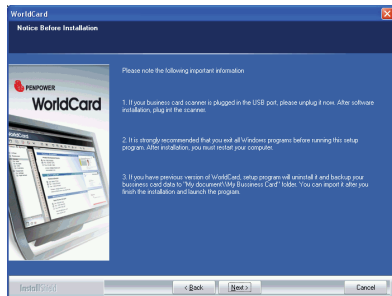 WorldCard
Notice Before Installation
Please note the following important information
PENPOWER
WorldCard
1. If your business card scanner is plugged in the USB port, please unplug it now. After software
installation, plug int the scanner.
2. It is strongly recommended that you exit all Windows programs before running this setup
program. After installation, you must restart your computer.
3. If you have previous version of WorldCard, setup program will uninstall it and backup your
bussiness card data to "My document\\My Bussiness Card" folder. You can import it after you
finish the installation and launch the program.
InstallShield
< Back
Next >
Cancel